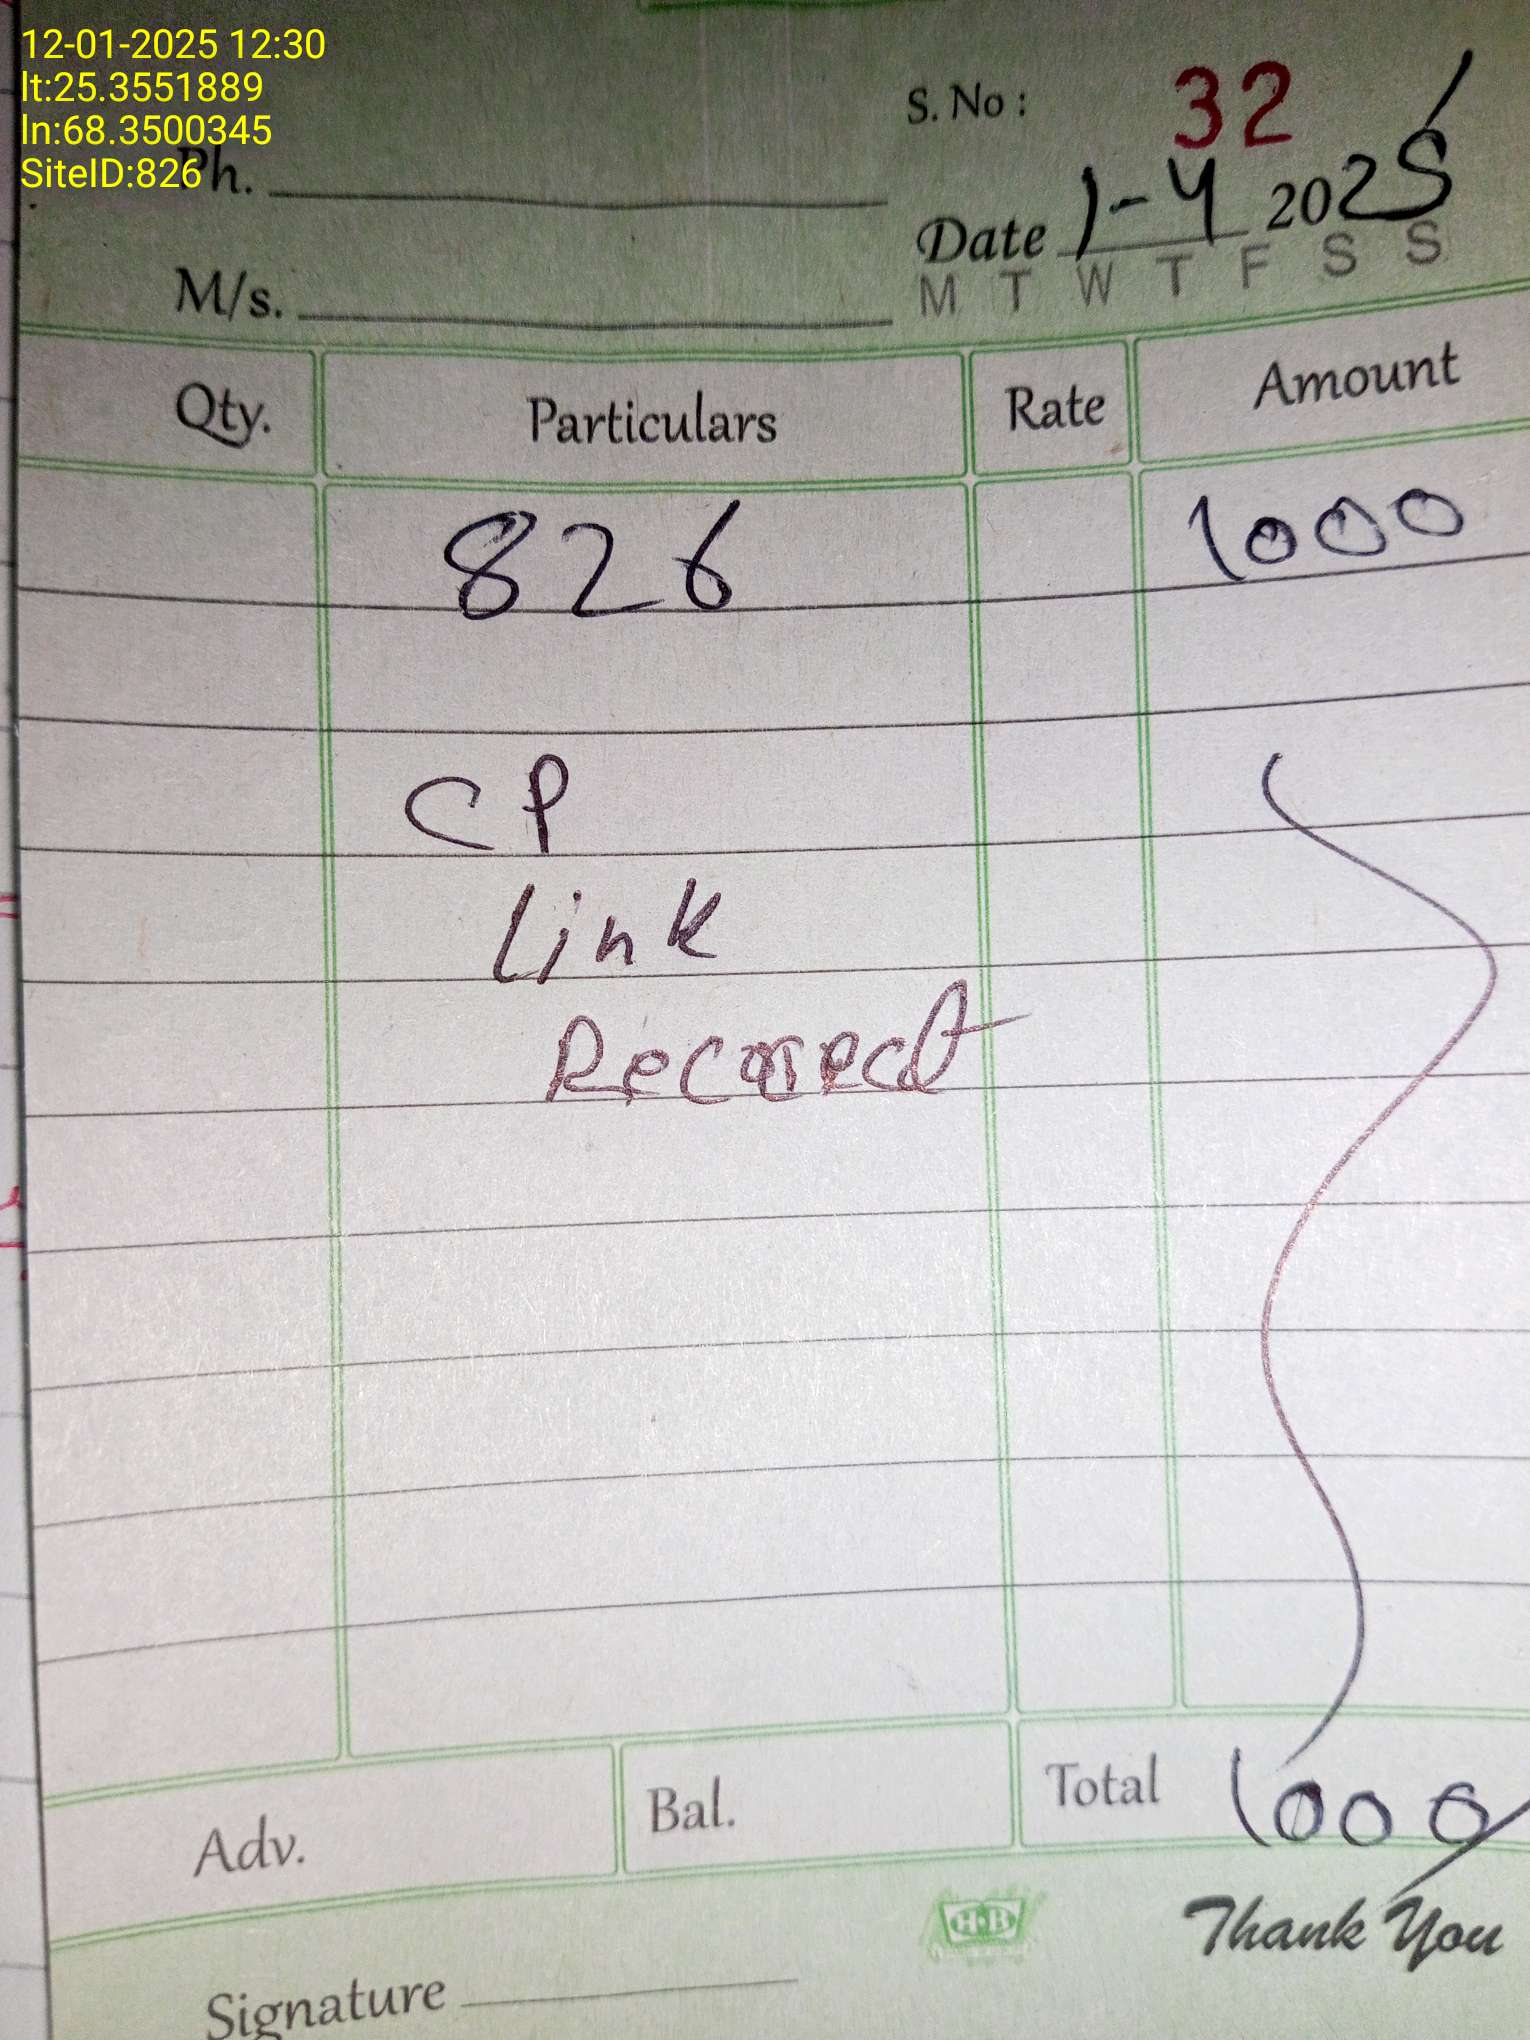 12-01-2025 12:30
lt:25.3551889
ln:68.3500345
SiteID:826
S. No : 32
Ph.
Date 1-4 2025
M T W T F S S
M/s.
Qty. Particulars Rate Amount
826 1000
CP
Link
Recorrect
Total 1000
Adv. Bal.
H·B
Thank You
Signature